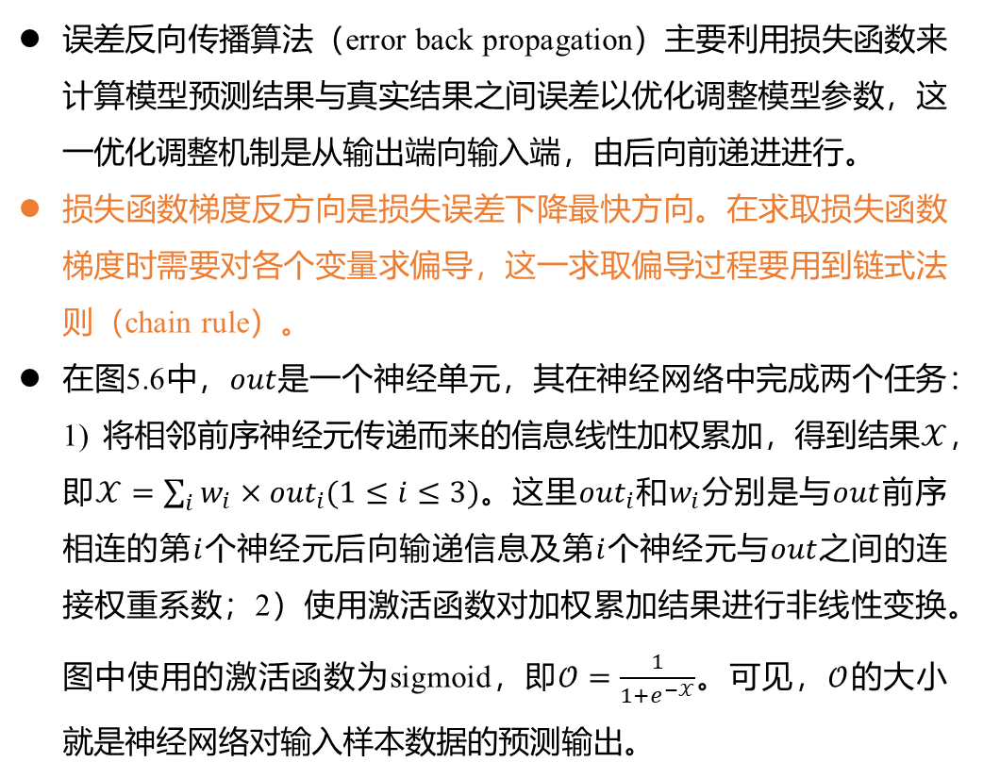 ● 误差反向传播算法（error back propagation）主要利用损失函数来
计算模型预测结果与真实结果之间误差以优化调整模型参数，这
一优化调整机制是从输出端向输入端，由后向前递进进行。
● 损失函数梯度反方向是损失误差下降最快方向。在求取损失函数
梯度时需要对各个变量求偏导，这一求取偏导过程要用到链式法
则（chain rule）。
● 在图5.6中，𝑜𝑢𝑡是一个神经单元，其在神经网络中完成两个任务：
1) 将相邻前序神经元传递而来的信息线性加权累加，得到结果𝒳，
即𝒳 = ∑ᵢ 𝑤ᵢ × 𝑜𝑢𝑡ᵢ(1 ≤ 𝑖 ≤ 3)。这里𝑜𝑢𝑡ᵢ和𝑤ᵢ分别是与𝑜𝑢𝑡前序
相连的第𝑖个神经元后向输递信息及第𝑖个神经元与𝑜𝑢𝑡之间的连
接权重系数；2）使用激活函数对加权累加结果进行非线性变换。
图中使用的激活函数为sigmoid，即𝒪 = 1/(1+𝑒^−𝒳)。可见，𝒪的大小
就是神经网络对输入样本数据的预测输出。